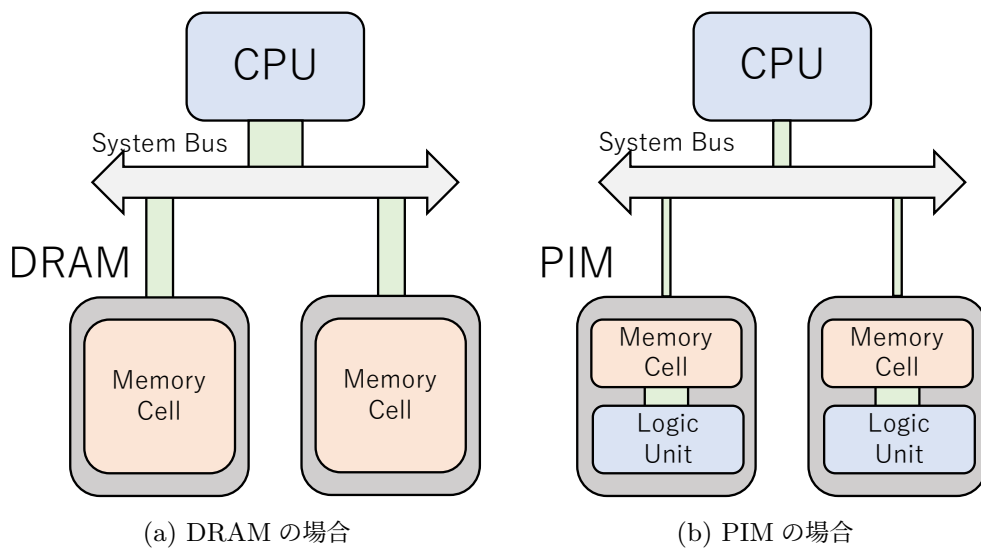 CPU
System Bus
DRAM
Memory
Cell
Memory
Cell
(a) DRAM の場合
CPU
System Bus
PIM
Memory
Cell
Logic
Unit
Memory
Cell
Logic
Unit
(b) PIM の場合